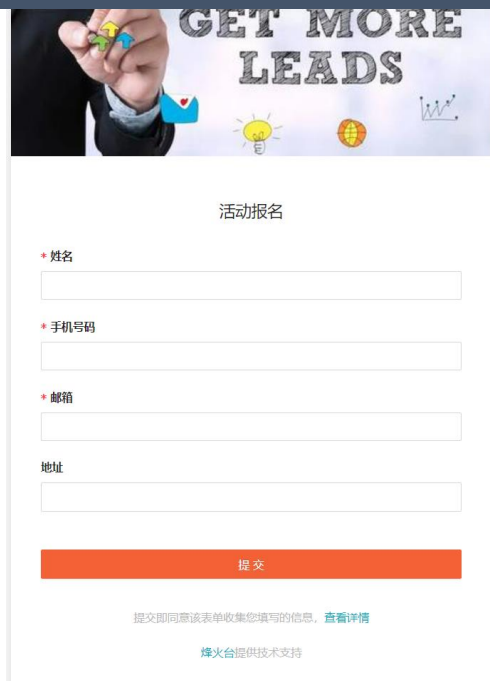 GET MORE
LEADS
活动报名
* 姓名
* 手机号码
* 邮箱
地址
提交
提交即同意该表单收集您填写的信息，查看详情
烽火台提供技术支持